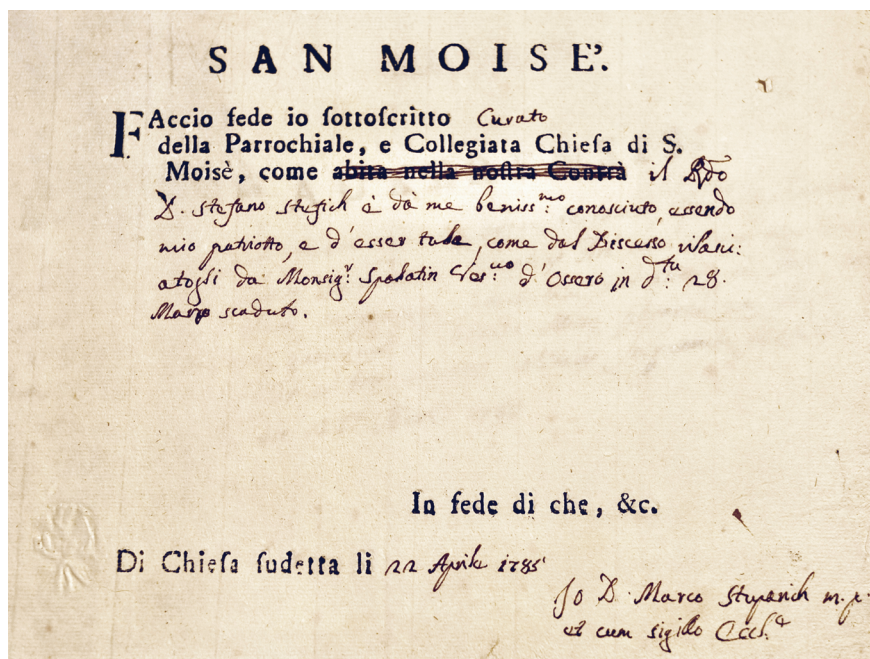 SAN MOISE'.
FAccio fede io sottoscritto Curato
della Parrochiale, e Collegiata Chiesa di S.
Moisè, come abita nella nostra Contrà il Rdo
D. Stefano Stefich è da me beniss:mo conosciuto, essendo
mio patriotto, e d'esser tale, come dal Discesso rilasci:
atogli da Monsig:r Spalatin Ves:vo d'Ossero in d:ta 28.
Marzo scaduto.
In fede di che, &c.
Di Chiesa sudetta li 22 Aprile 1785
Io D. Marco Stuparich m. p.
et cum sigillo Eccl: